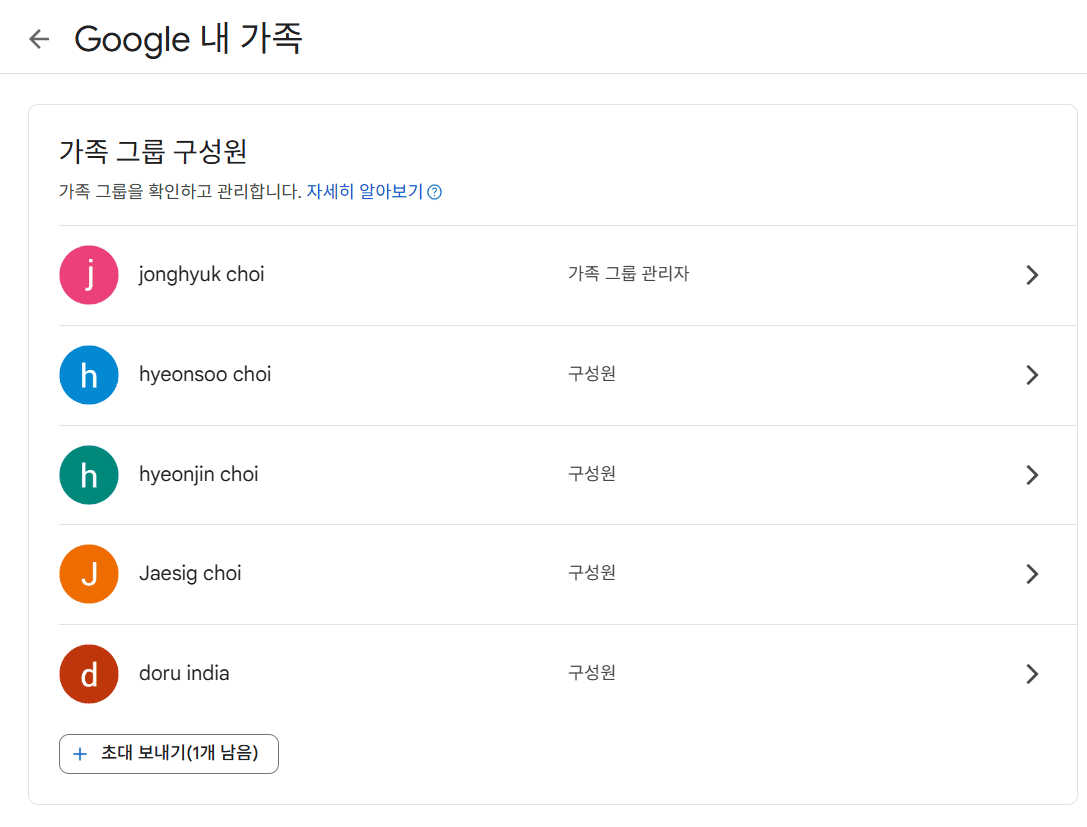 Google 내 가족
가족 그룹 구성원
가족 그룹을 확인하고 관리합니다. 자세히 알아보기
j jonghyuk choi 가족 그룹 관리자
h hyeonsoo choi 구성원
h hyeonjin choi 구성원
J Jaesig choi 구성원
d doru india 구성원
+ 초대 보내기(1개 남음)